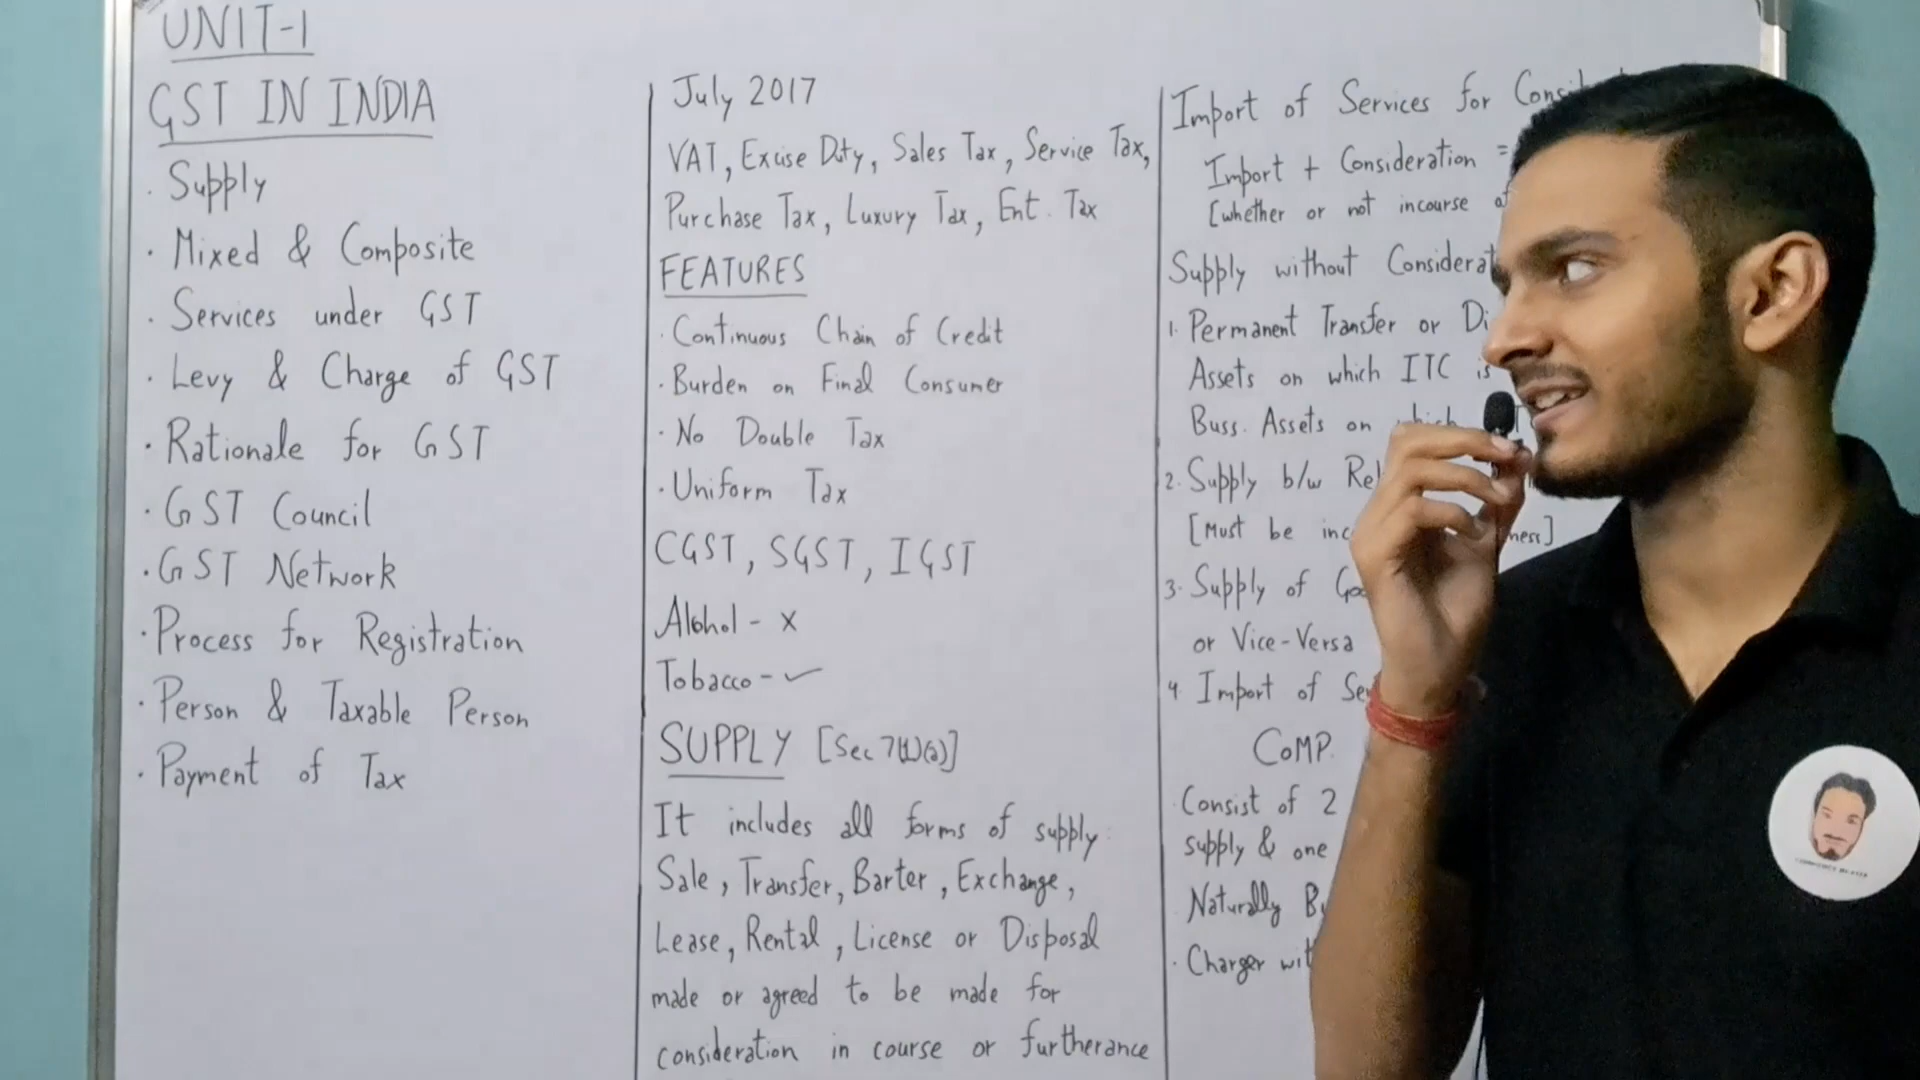 UNIT-1
GST IN INDIA
· Supply
· Mixed & Composite
· Services under GST
· Levy & Charge of GST
· Rationale for GST
· GST Council
· GST Network
· Process for Registration
· Person & Taxable Person
· Payment of Tax
July 2017
VAT, Excise Duty, Sales Tax, Service Tax,
Purchase Tax, Luxury Tax, Ent. Tax
FEATURES
· Continuous Chain of Credit
· Burden on Final Consumer
· No Double Tax
· Uniform Tax
CGST, SGST, IGST
Alohol - x
Tobacco - ✓
SUPPLY [Sec 7(1)(a)]
It includes all forms of supply:
Sale, Transfer, Barter, Exchange,
Lease, Rental, License or Disposal
made or agreed to be made for
consideration in course or furtherance
Import of Services for
Import + Consideration =
[whether or not incourse
Supply without
1. Permanent Transfer or
Assets on which ITC is
Buss. Assets on which
2. Supply b/w
[Must be
3. Supply of
or Vice-Versa
4. Import of
COMP.
Consist of 2
supply & one
Naturally
· Charger